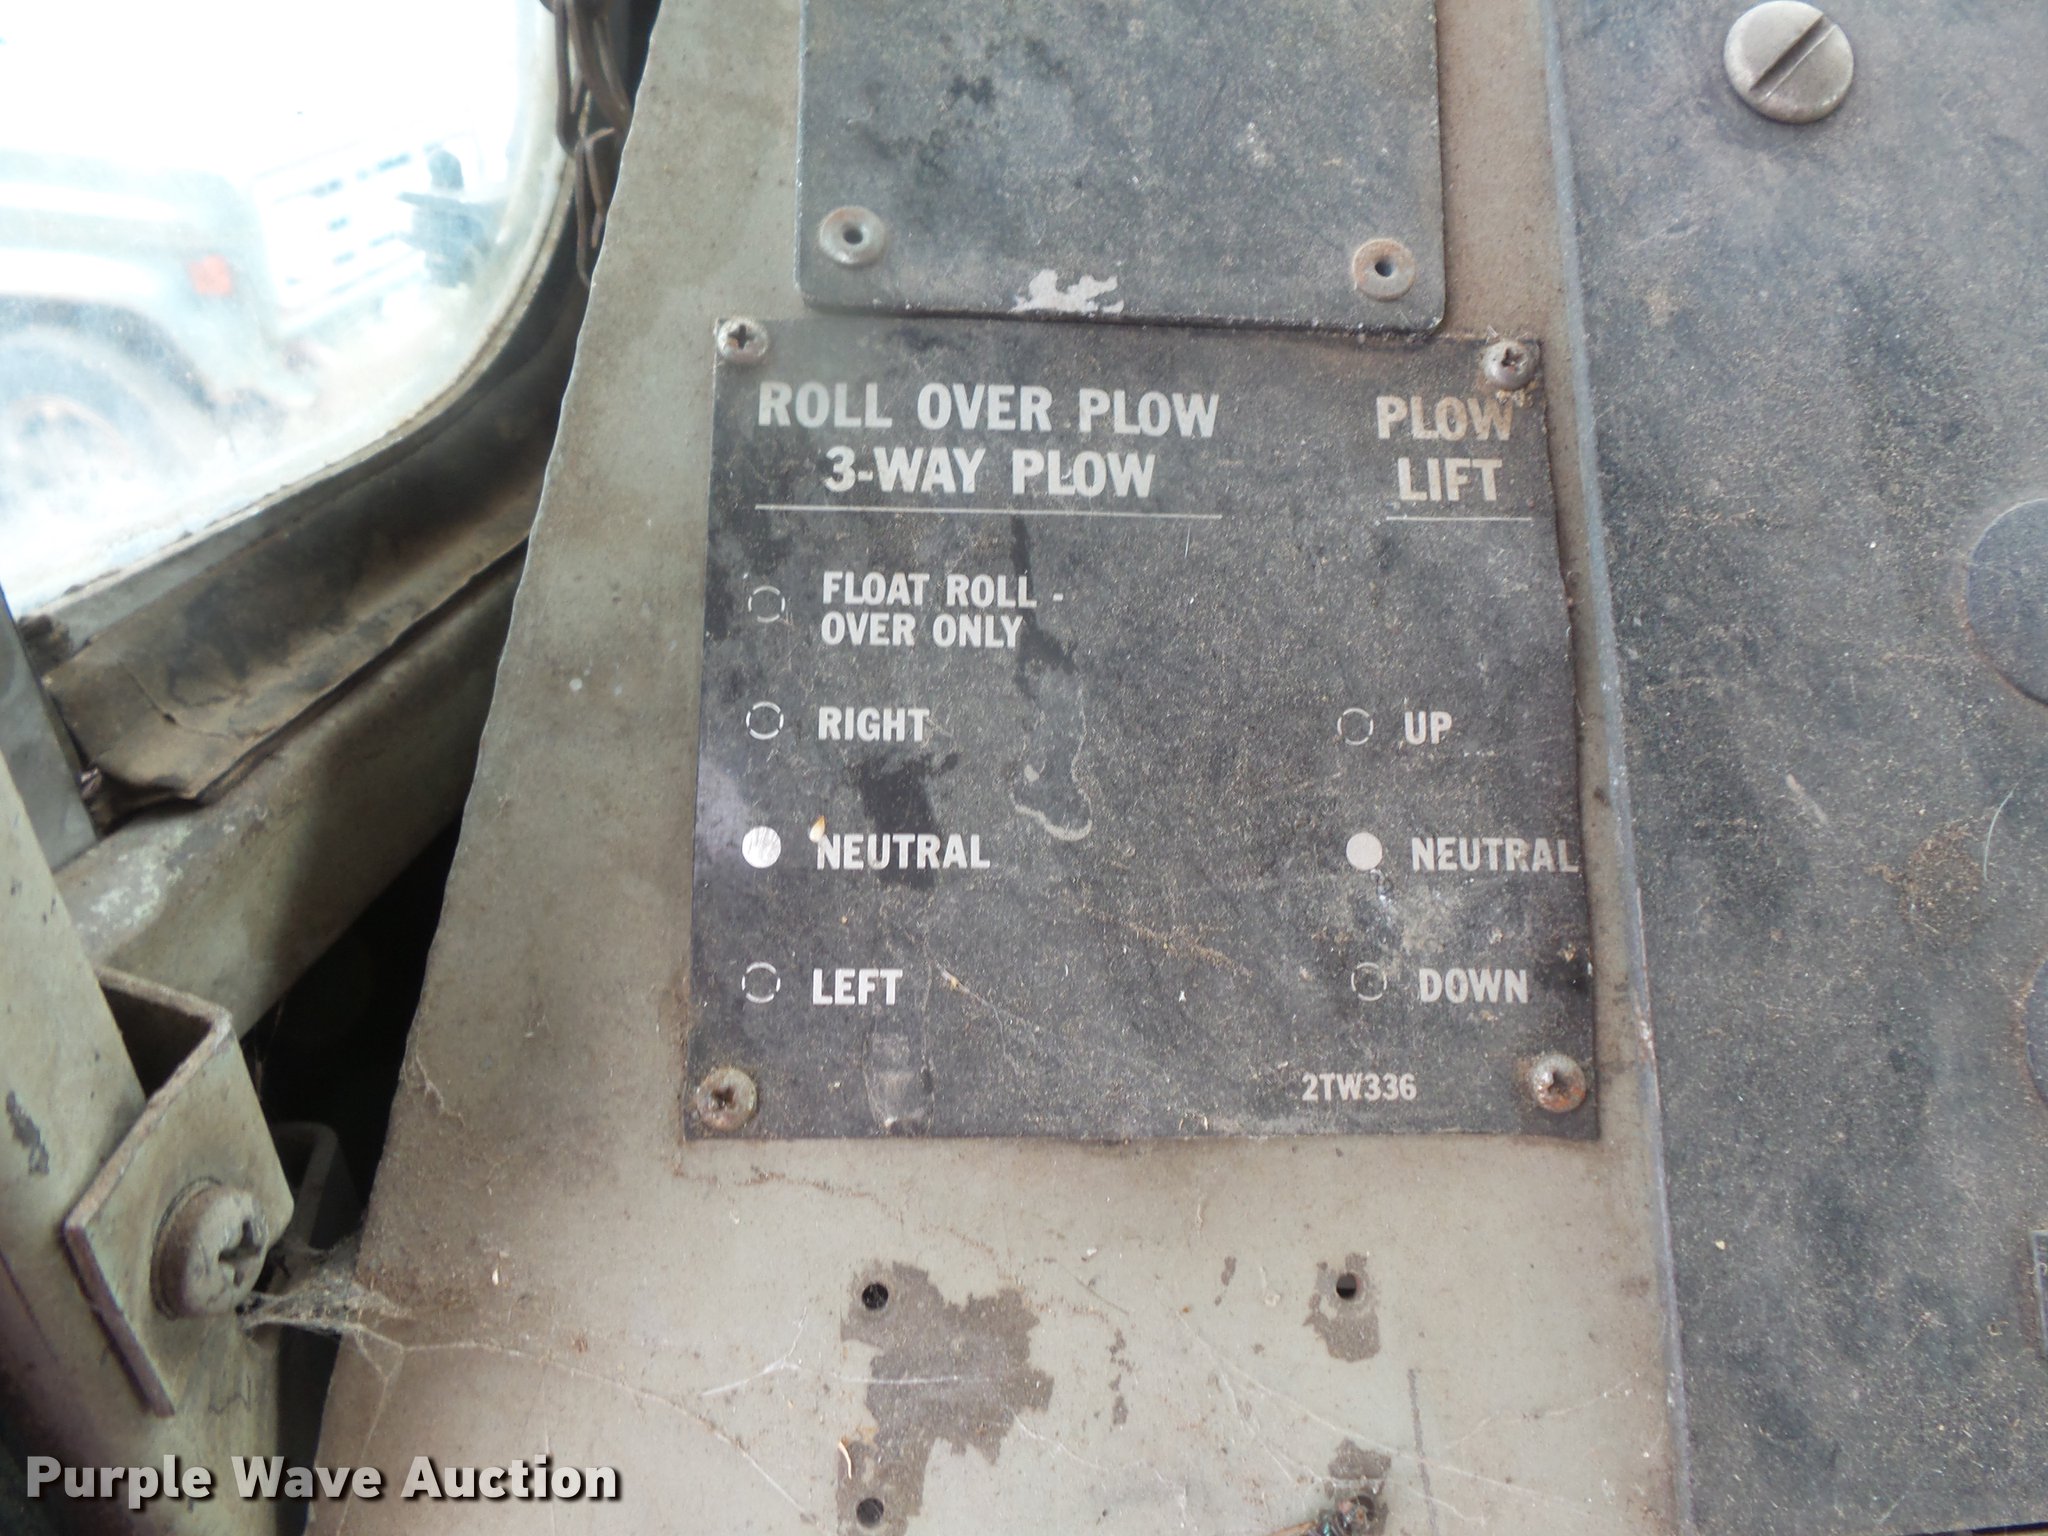 ROLL OVER PLOW
3-WAY PLOW
PLOW
LIFT
FLOAT ROLL -
OVER ONLY
RIGHT
UP
NEUTRAL
NEUTRAL
LEFT
DOWN
2TW336
Purple Wave Auction